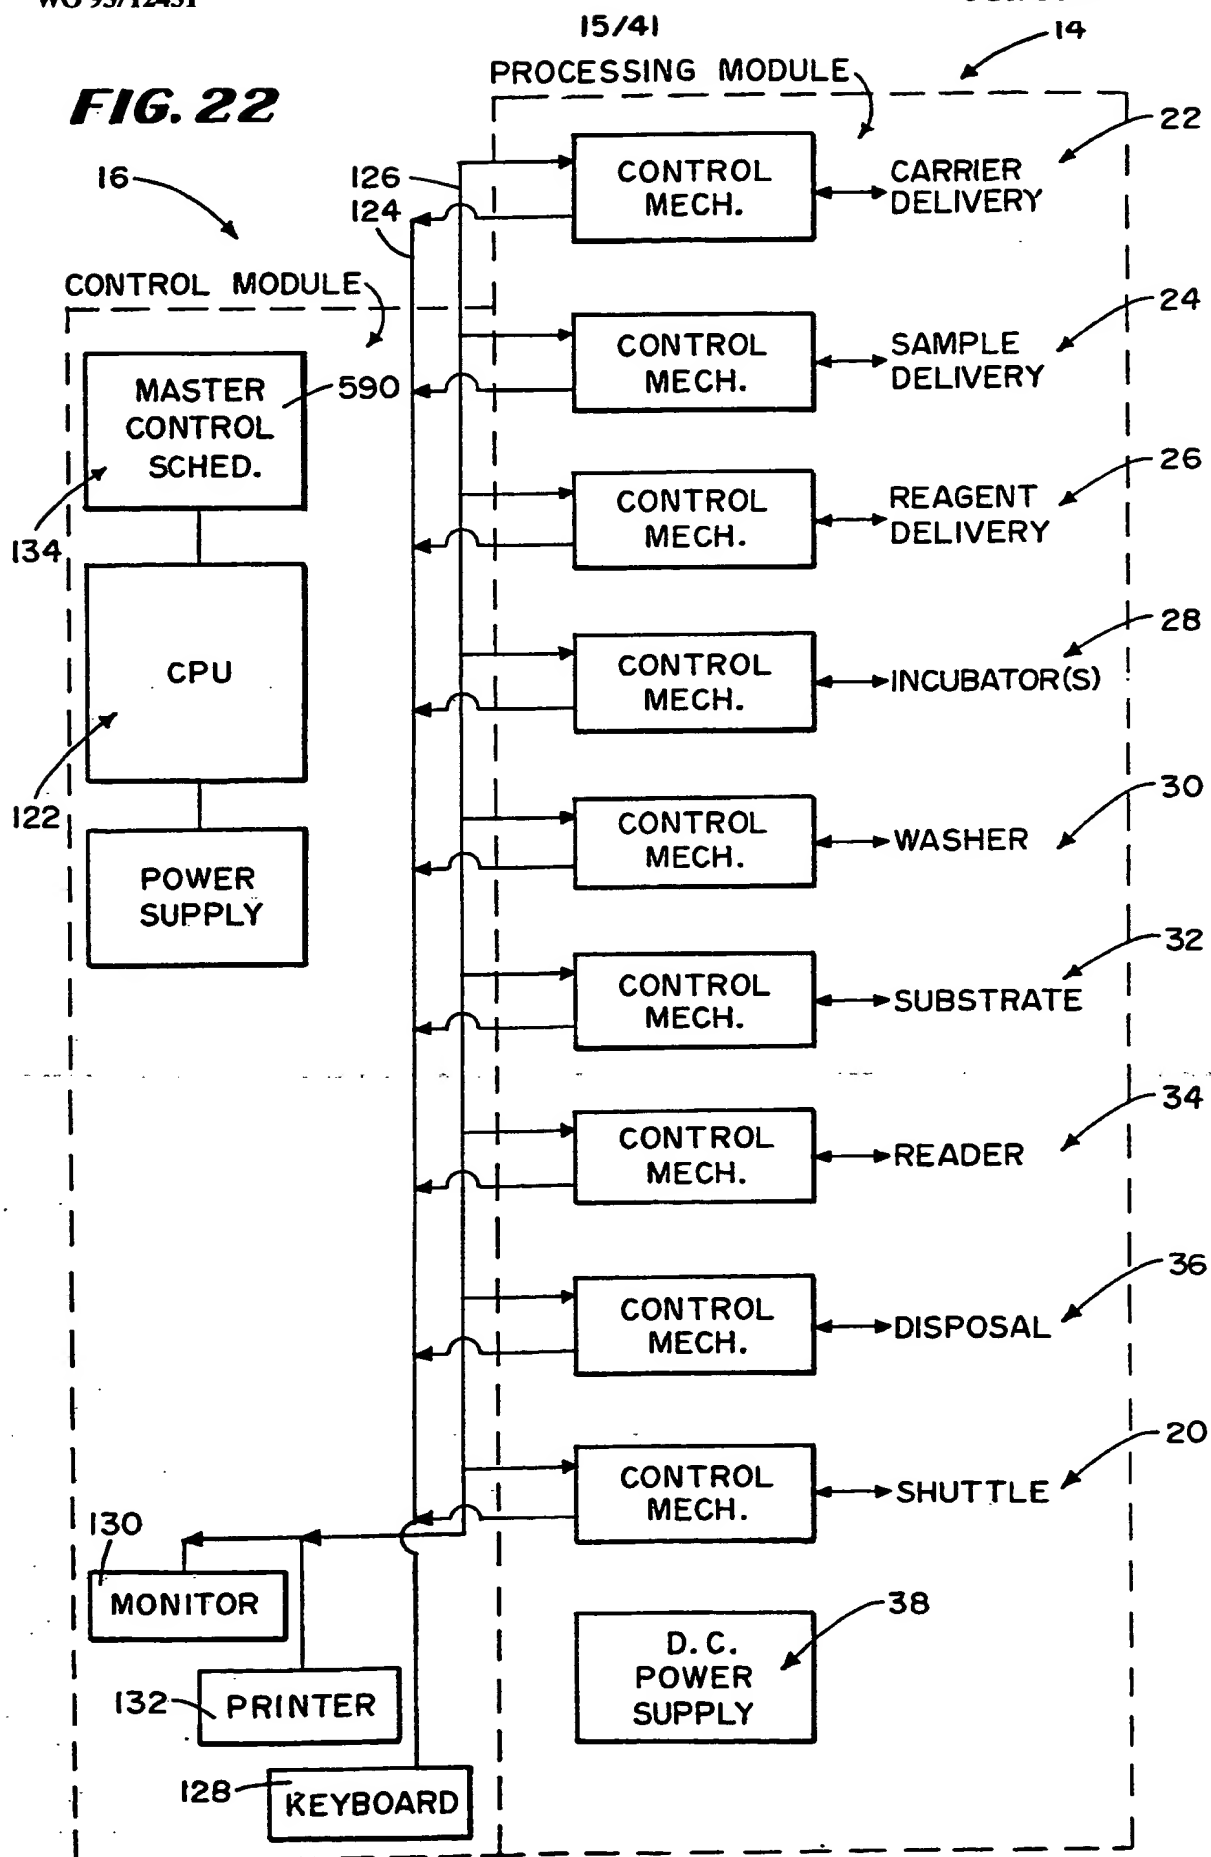 15/41
FIG. 22
PROCESSING MODULE
14
16
CONTROL MODULE
126
124
CONTROL
MECH.
CARRIER
DELIVERY
22
CONTROL
MECH.
SAMPLE
DELIVERY
24
MASTER
CONTROL
SCHED.
590
134
CONTROL
MECH.
REAGENT
DELIVERY
26
CPU
122
CONTROL
MECH.
INCUBATOR(S)
28
POWER
SUPPLY
CONTROL
MECH.
WASHER
30
CONTROL
MECH.
SUBSTRATE
32
CONTROL
MECH.
READER
34
CONTROL
MECH.
DISPOSAL
36
CONTROL
MECH.
SHUTTLE
20
130
MONITOR
132
PRINTER
128
KEYBOARD
D.C.
POWER
SUPPLY
38